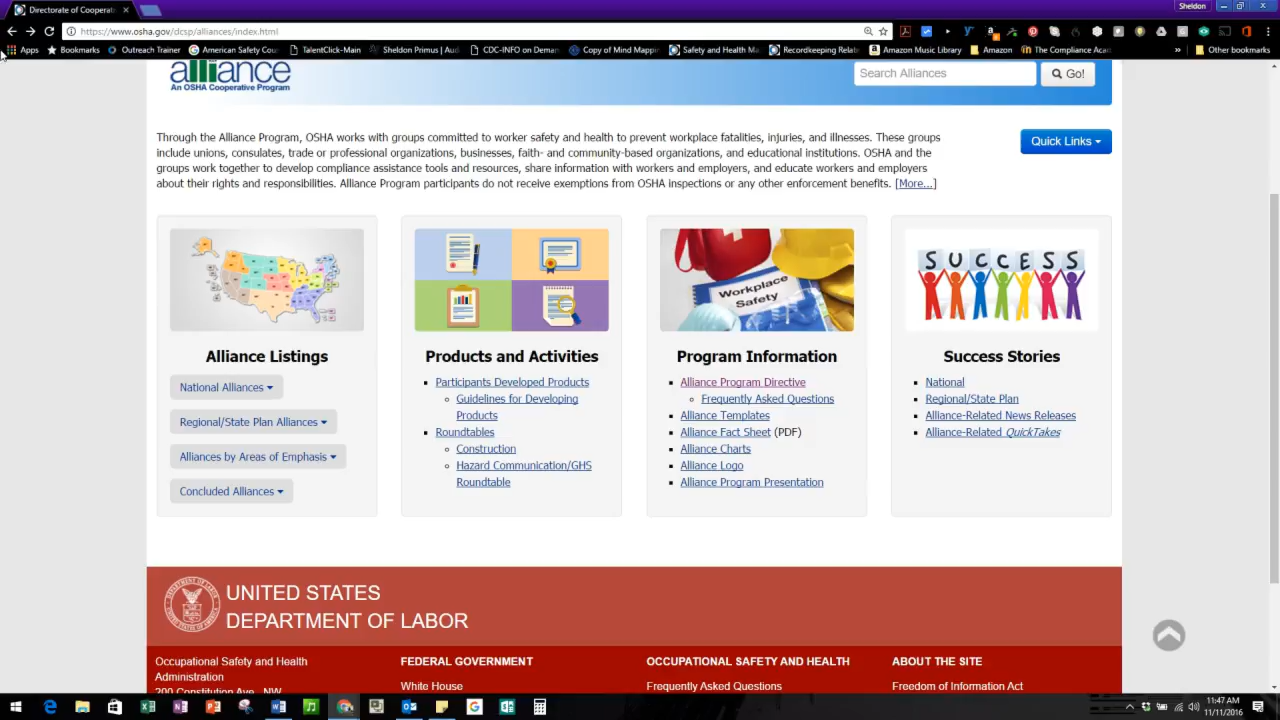 Directorate of Cooperat
Sheldon
https://www.osha.gov/dcsp/alliances/index.html
Apps
Bookmarks
Outreach Trainer
American Safety Coun
TalentClick-Main
Sheldon Primus | Aud
CDC-INFO on Deman
Copy of Mind Mappin
Safety and Health Ma
Recordkeeping Relate
Amazon Music Library
Amazon
The Compliance Acad
»
Other bookmarks
alliance
An OSHA Cooperative Program
Search Alliances
Go!
Through the Alliance Program, OSHA works with groups committed to worker safety and health to prevent workplace fatalities, injuries, and illnesses. These groups
include unions, consulates, trade or professional organizations, businesses, faith- and community-based organizations, and educational institutions. OSHA and the
groups work together to develop compliance assistance tools and resources, share information with workers and employers, and educate workers and employers
about their rights and responsibilities. Alliance Program participants do not receive exemptions from OSHA inspections or any other enforcement benefits. [More...]
Quick Links
Alliance Listings
National Alliances
Regional/State Plan Alliances
Alliances by Areas of Emphasis
Concluded Alliances
Products and Activities
Participants Developed Products
Guidelines for Developing
Products
Roundtables
Construction
Hazard Communication/GHS
Roundtable
Workplace
Safety
Program Information
Alliance Program Directive
Frequently Asked Questions
Alliance Templates
Alliance Fact Sheet (PDF)
Alliance Charts
Alliance Logo
Alliance Program Presentation
SUCCESS
Success Stories
National
Regional/State Plan
Alliance-Related News Releases
Alliance-Related QuickTakes
UNITED STATES
DEPARTMENT OF LABOR
Occupational Safety and Health
Administration
200 Constitution Ave., NW
FEDERAL GOVERNMENT
White House
OCCUPATIONAL SAFETY AND HEALTH
Frequently Asked Questions
ABOUT THE SITE
Freedom of Information Act
11:47 AM
11/11/2016